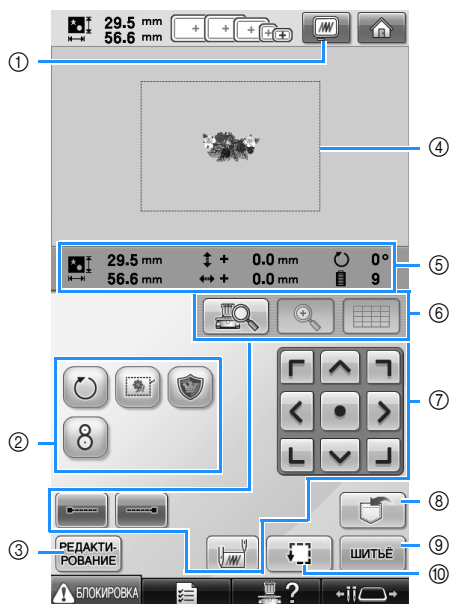 29.5 mm
56.6 mm
①
④
29.5 mm + 0.0 mm 0°
56.6 mm + 0.0 mm 9
⑤
⑥
⑦
②
8
⑧
③ РЕДАКТИ-
РОВАНИЕ
ШИТЬЁ ⑨
⑩
БЛОКИРОВКА
?